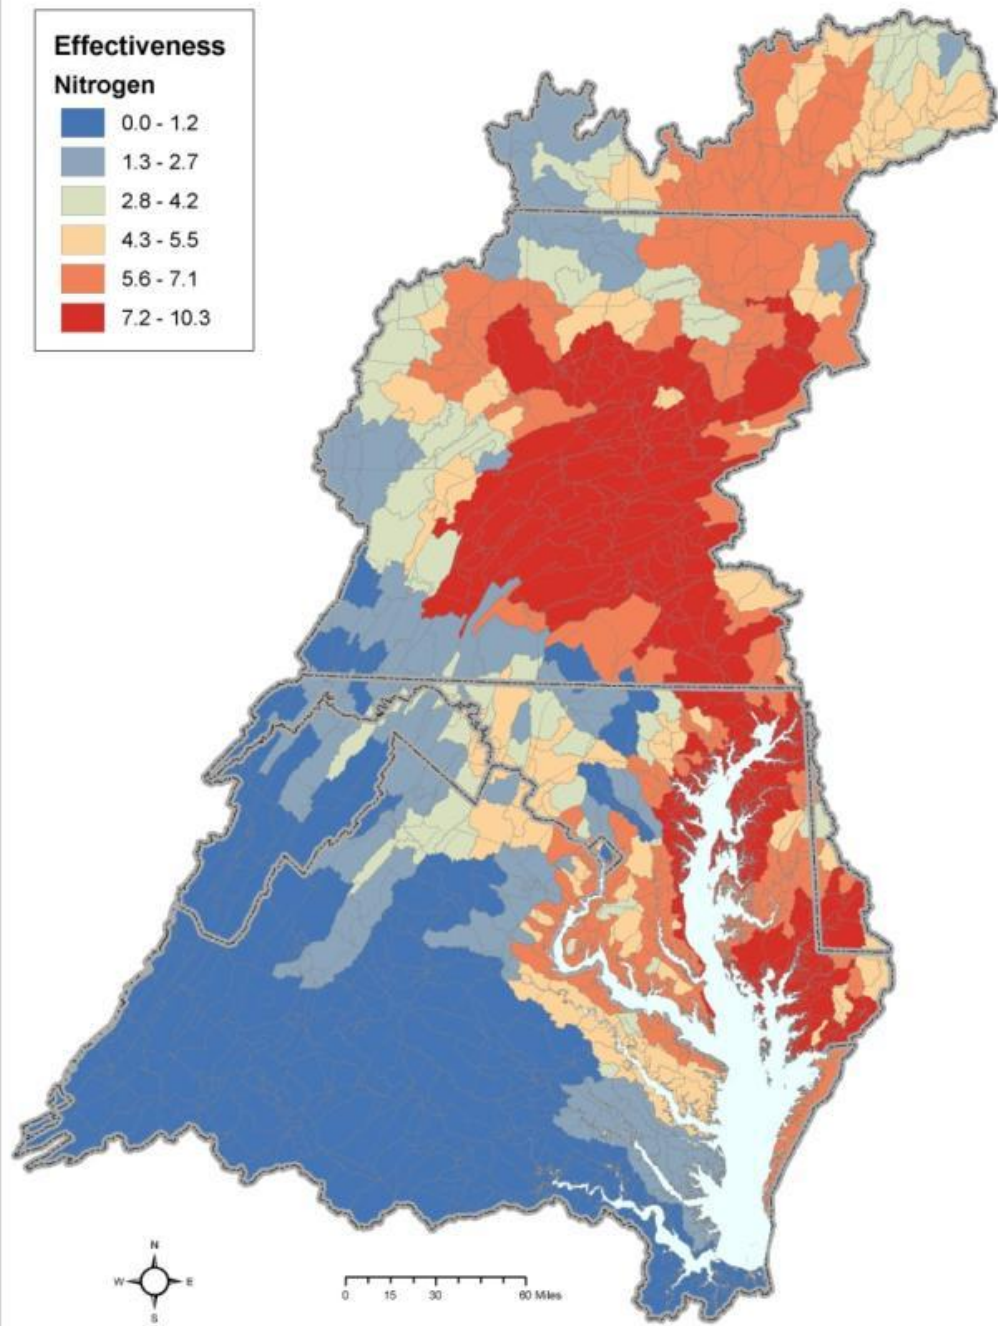 Effectiveness
Nitrogen
0.0 - 1.2
1.3 - 2.7
2.8 - 4.2
4.3 - 5.5
5.6 - 7.1
7.2 - 10.3
N
W E
S
0 15 30 60 Miles